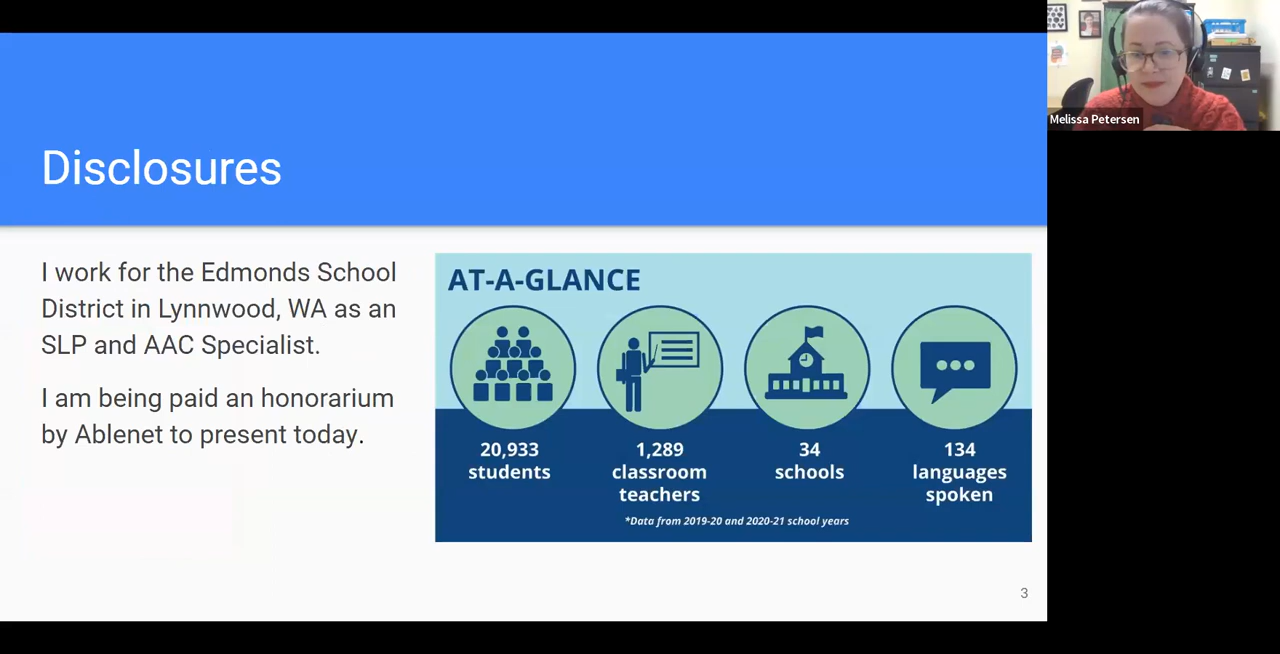 Disclosures
I work for the Edmonds School
District in Lynnwood, WA as an
SLP and AAC Specialist.
I am being paid an honorarium
by Ablenet to present today.
AT-A-GLANCE
20,933
students
1,289
classroom
teachers
34
schools
134
languages
spoken
*Data from 2019-20 and 2020-21 school years
3
Melissa Petersen